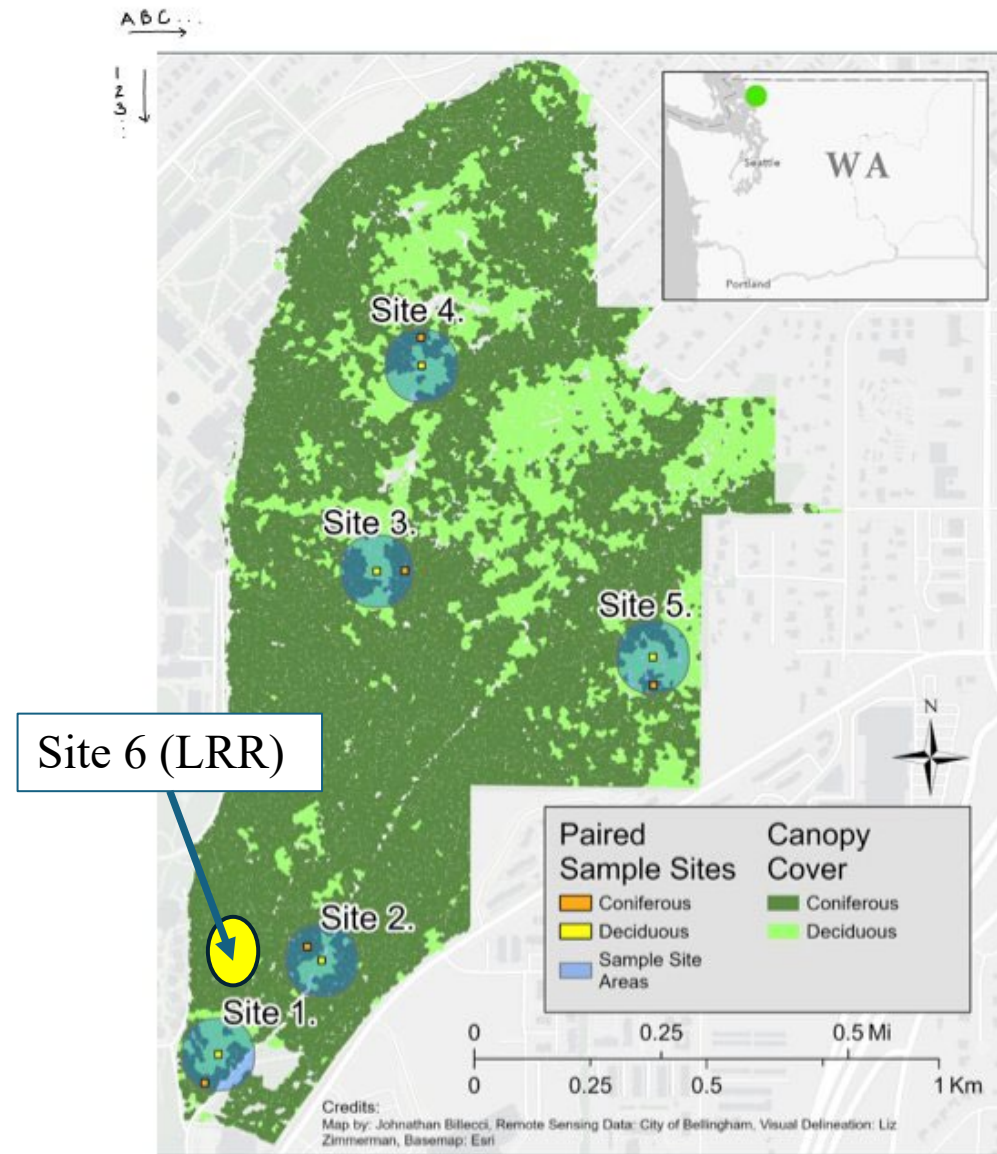 A B C ...
1
2
3
:
Seattle
WA
Portland
Site 4.
Site 3.
Site 5.
Site 6 (LRR)
N
Site 2.
Site 1.
Paired
Sample Sites
Coniferous
Deciduous
Sample Site
Areas
Canopy
Cover
Coniferous
Deciduous
0 0.25 0.5 Mi
0 0.25 0.5 1 Km
Credits:
Map by: Johnathan Billecci, Remote Sensing Data: City of Bellingham, Visual Delineation: Liz
Zimmerman, Basemap: Esri